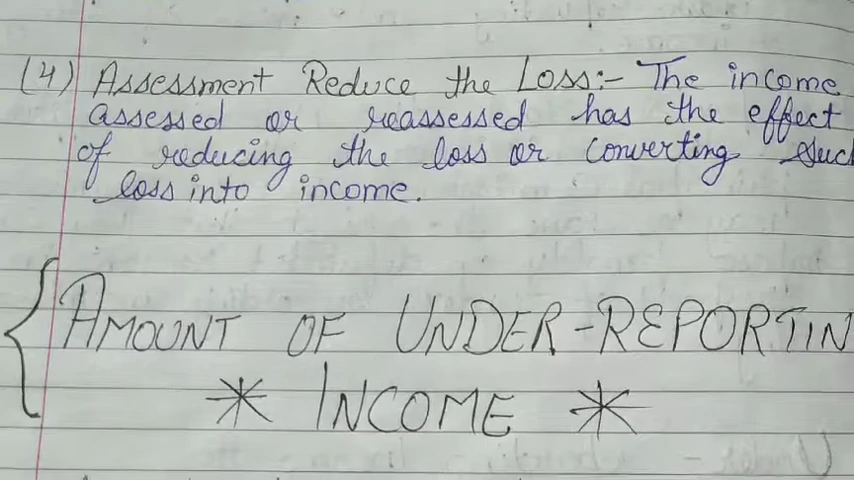 (4) Assessment Reduce the Loss:- The income
assessed or reassessed has the effect
of reducing the loss or converting such
loss into income.
AMOUNT OF UNDER-REPORTIN
* INCOME *